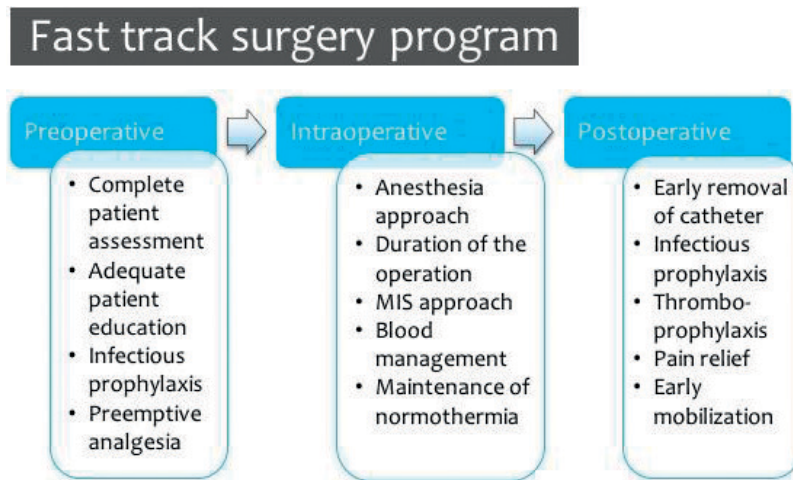 Fast track surgery program
Preoperative
• Complete
patient
assessment
• Adequate
patient
education
• Infectious
prophylaxis
• Preemptive
analgesia
Intraoperative
• Anesthesia
approach
• Duration of the
operation
• MIS approach
• Blood
management
• Maintenance of
normothermia
Postoperative
• Early removal
of catheter
• Infectious
prophylaxis
• Thrombo-
prophylaxis
• Pain relief
• Early
mobilization